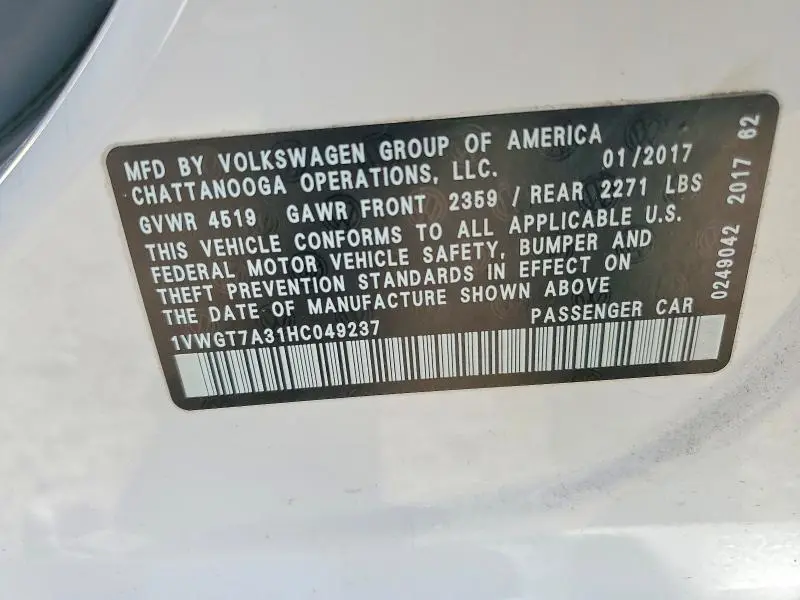 MFD BY VOLKSWAGEN GROUP OF AMERICA
CHATTANOOGA OPERATIONS, LLC. 01/2017
GVWR 4519 GAWR FRONT 2359 / REAR 2271 LBS
THIS VEHICLE CONFORMS TO ALL APPLICABLE U.S.
FEDERAL MOTOR VEHICLE SAFETY, BUMPER AND
THEFT PREVENTION STANDARDS IN EFFECT ON
THE DATE OF MANUFACTURE SHOWN ABOVE
1VWGT7A31HC049237 PASSENGER CAR
0249042 2017 62